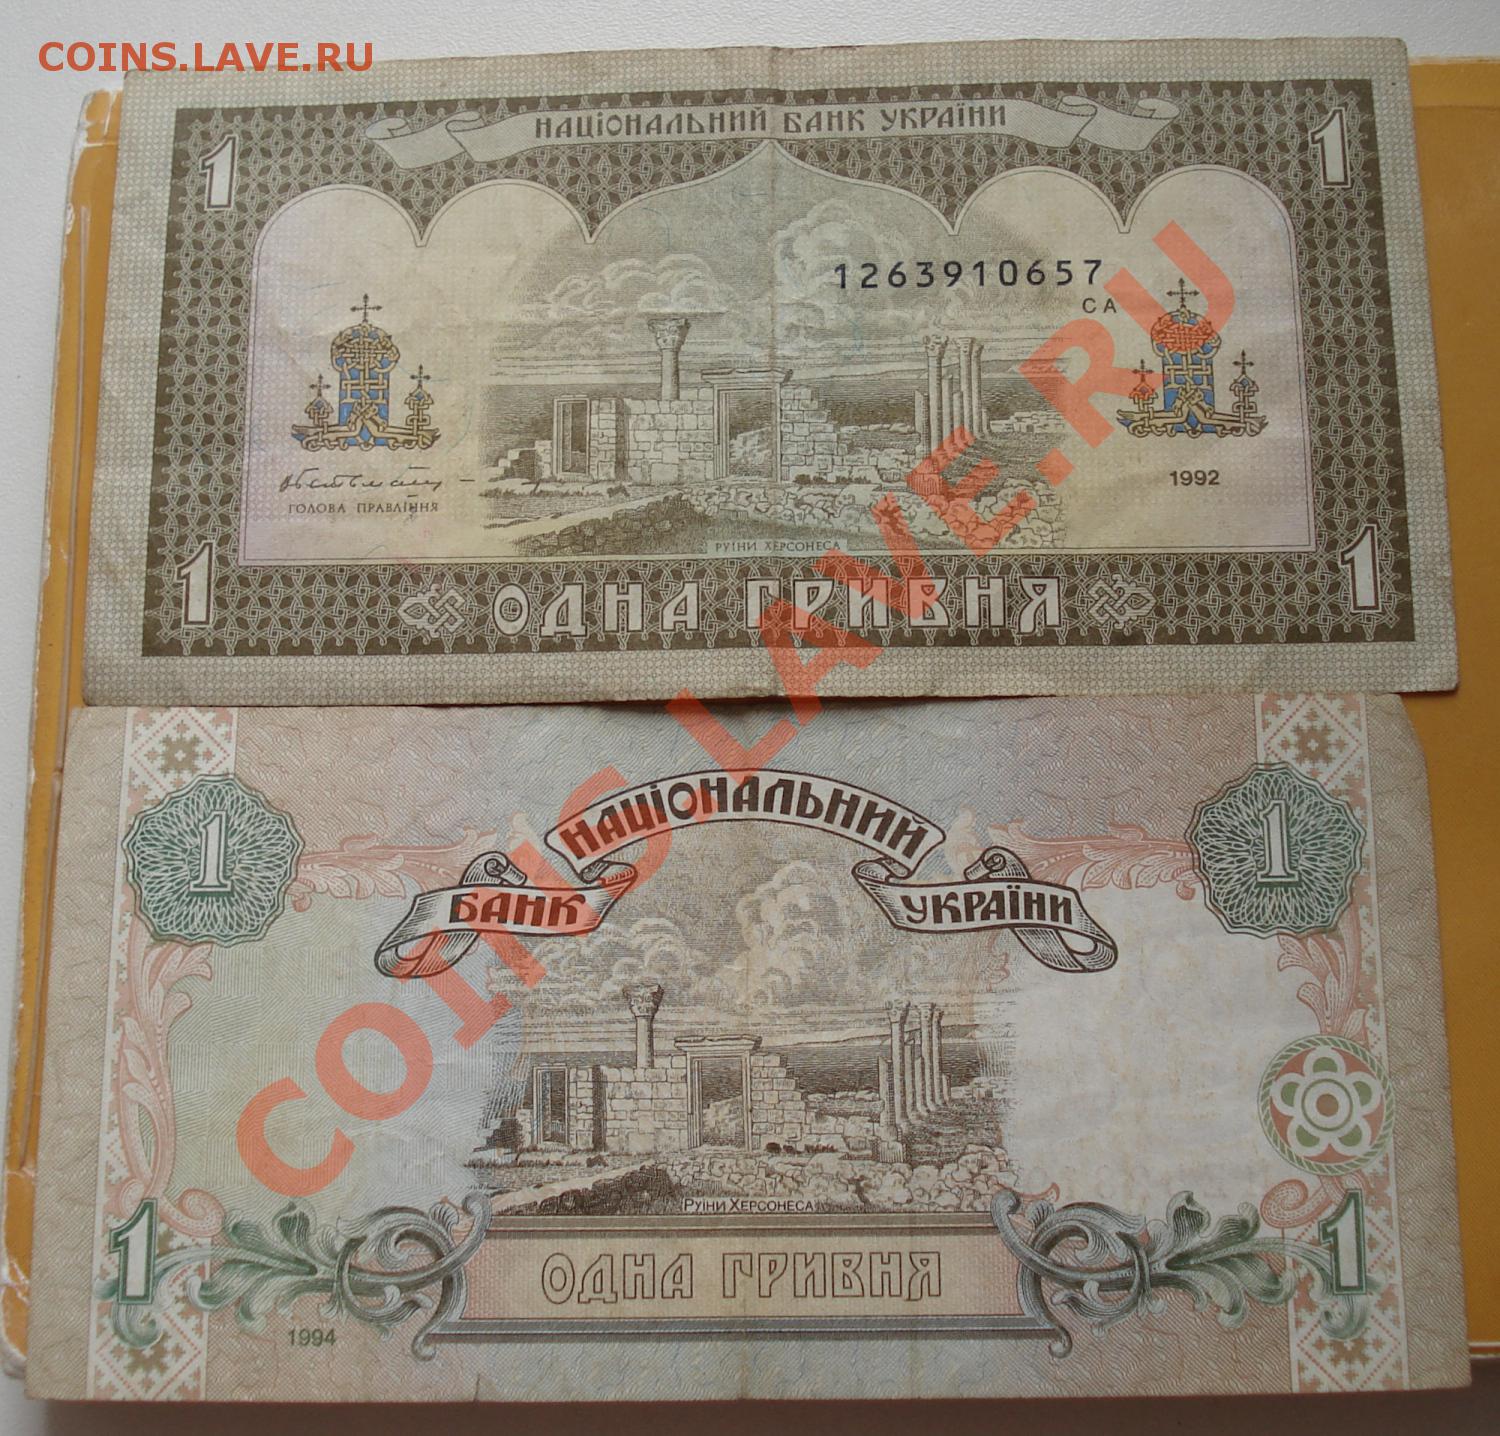 COINS.LAVE.RU
НАЦІОНАЛЬНИЙ БАНК УКРАЇНИ
1 1
1263910657
СА
1992
ГОЛОВА ПРАВЛІННЯ
РУЇНИ ХЕРСОНЕСА
1 ОДНА ГРИВНЯ 1
COINS.LAVE.RU
НАЦІОНАЛЬНИЙ
1 1
БАНК УКРАЇНИ
РУЇНИ ХЕРСОНЕСА
1 ОДНА ГРИВНЯ 1
1994